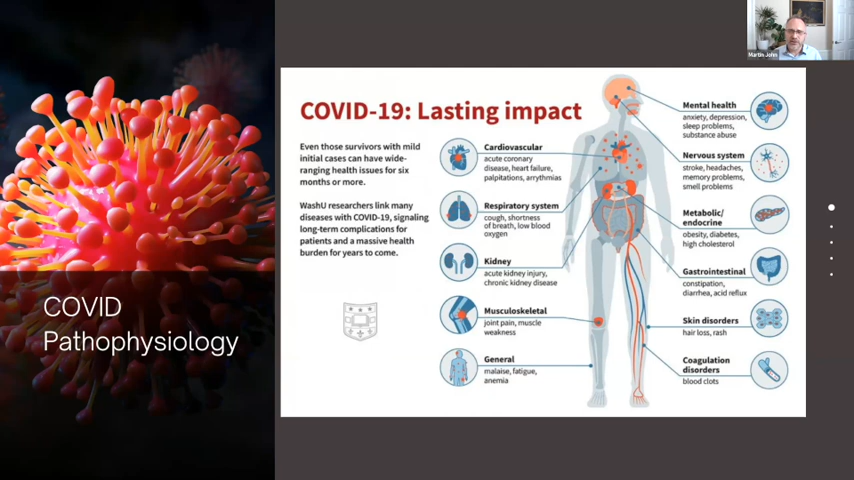 Martin John
COVID
Pathophysiology
COVID-19: Lasting impact
Even those survivors with mild
initial cases can have wide-
ranging health issues for six
months or more.
WashU researchers link many
diseases with COVID-19, signaling
long-term complications for
patients and a massive health
burden for years to come.
Cardiovascular
acute coronary
disease, heart failure,
palpitations, arrythmias
Respiratory system
cough, shortness
of breath, low blood
oxygen
Kidney
acute kidney injury,
chronic kidney disease
Musculoskeletal
joint pain, muscle
weakness
General
malaise, fatigue,
anemia
Mental health
anxiety, depression,
sleep problems,
substance abuse
Nervous system
stroke, headaches,
memory problems,
smell problems
Metabolic/
endocrine
obesity, diabetes,
high cholesterol
Gastrointestinal
constipation,
diarrhea, acid reflux
Skin disorders
hair loss, rash
Coagulation
disorders
blood clots